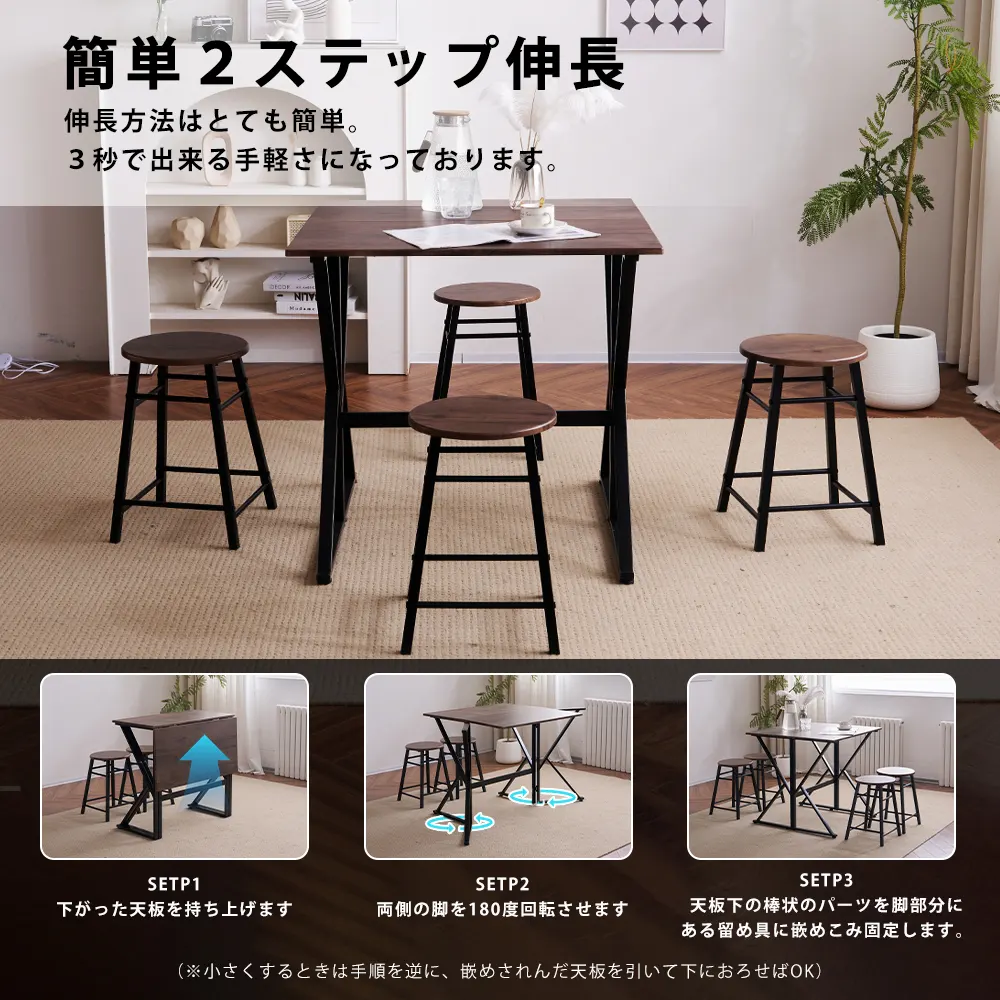 簡単２ステップ伸長
伸長方法はとても簡単。
３秒で出来る手軽さになっております。
DECOR
Mode
SETP1
下がった天板を持ち上げます
SETP2
両側の脚を180度回転させます
SETP3
天板下の棒状のパーツを脚部分に
ある留め具に嵌めこみ固定します。
（※小さくするときは手順を逆に、嵌めされんだ天板を引いて下におろせばOK）